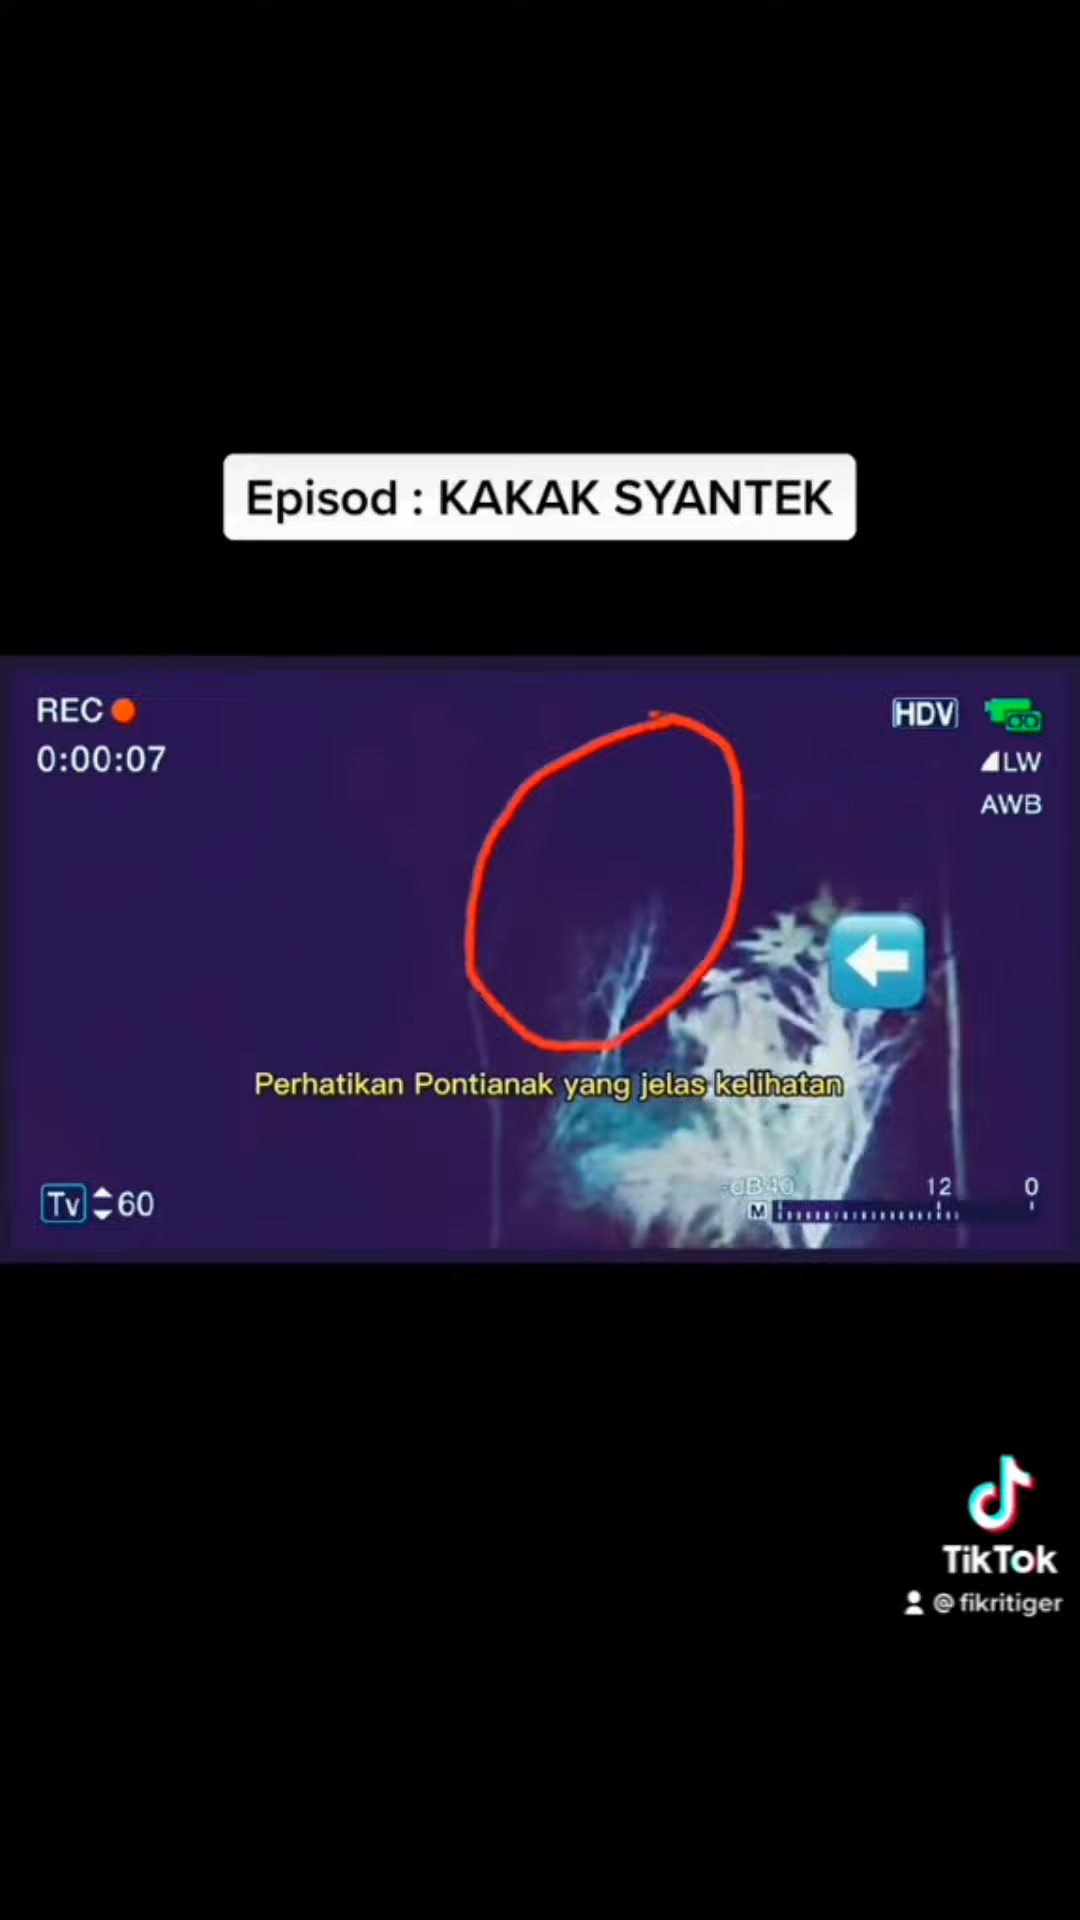 Episod : KAKAK SYANTEK
REC
0:00:07
HDV
LW
AWB
Perhatikan Pontianak yang jelas kelihatan
Tv 60
-dB40 12 0
M
TikTok
@fikritiger